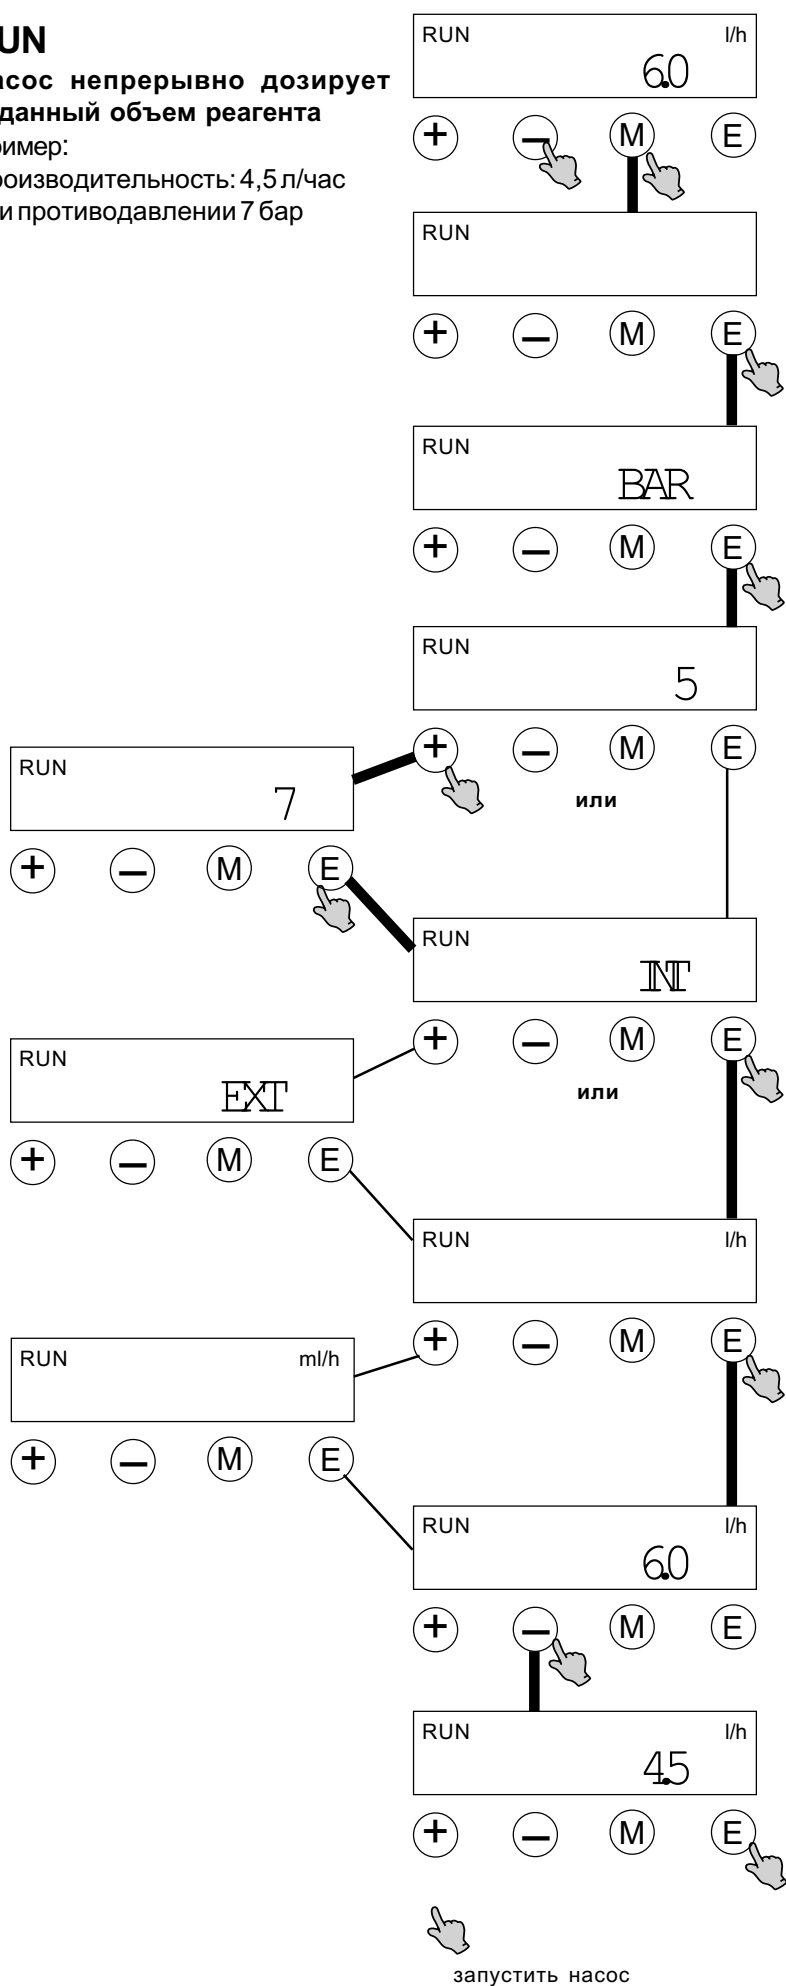 UN
асос непрерывно дозирует
данный объем реагента
ример:
роизводительность: 4,5 л/час
и противодавлении 7 бар
RUN l/h
6.0
+ − M E
RUN
+ − M E
RUN
BAR
+ − M E
RUN
5
+ − M E
или
RUN
7
+ − M E
RUN
INT
+ − M E
или
RUN
EXT
+ − M E
RUN l/h
+ − M E
RUN ml/h
+ − M E
RUN l/h
6.0
+ − M E
RUN l/h
4.5
+ − M E
запустить насос